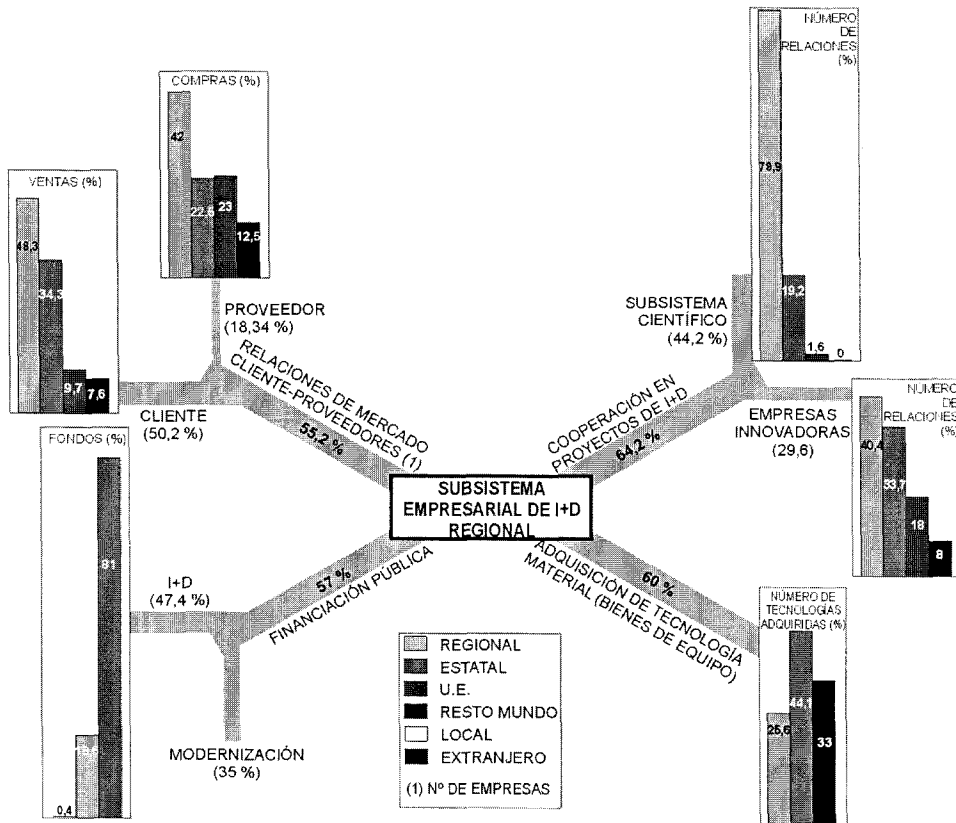 NÚMERO
DE
RELACIONES
(%)
78,9
19,2
1,6
0
COMPRAS (%)
42
22,5
23
12,5
VENTAS (%)
48,3
34,3
9,7
7,6
PROVEEDOR
(18,34 %)
CLIENTE
(50,2 %)
RELACIONES DE MERCADO
CLIENTE-PROVEEDORES (1)
55,2 %
SUBSISTEMA
CIENTÍFICO
(44,2 %)
COOPERACIÓN EN
PROYECTOS DE I+D
64,2 %
EMPRESAS
INNOVADORAS
(29,6)
NÚMERO
DE
RELACIONES
(%)
40,4
33,7
18
8
FONDOS (%)
0,4
81
SUBSISTEMA
EMPRESARIAL DE I+D
REGIONAL
I+D
(47,4 %)
57 %
FINANCIACIÓN PÚBLICA
MODERNIZACIÓN
(35 %)
60 %
ADQUISICIÓN DE TECNOLOGÍA
MATERIAL (BIENES DE EQUIPO)
NÚMERO DE
TECNOLOGÍAS
ADQUIRIDAS (%)
25,6
44,1
33
REGIONAL
ESTATAL
U.E.
RESTO MUNDO
LOCAL
EXTRANJERO
(1) Nº DE EMPRESAS